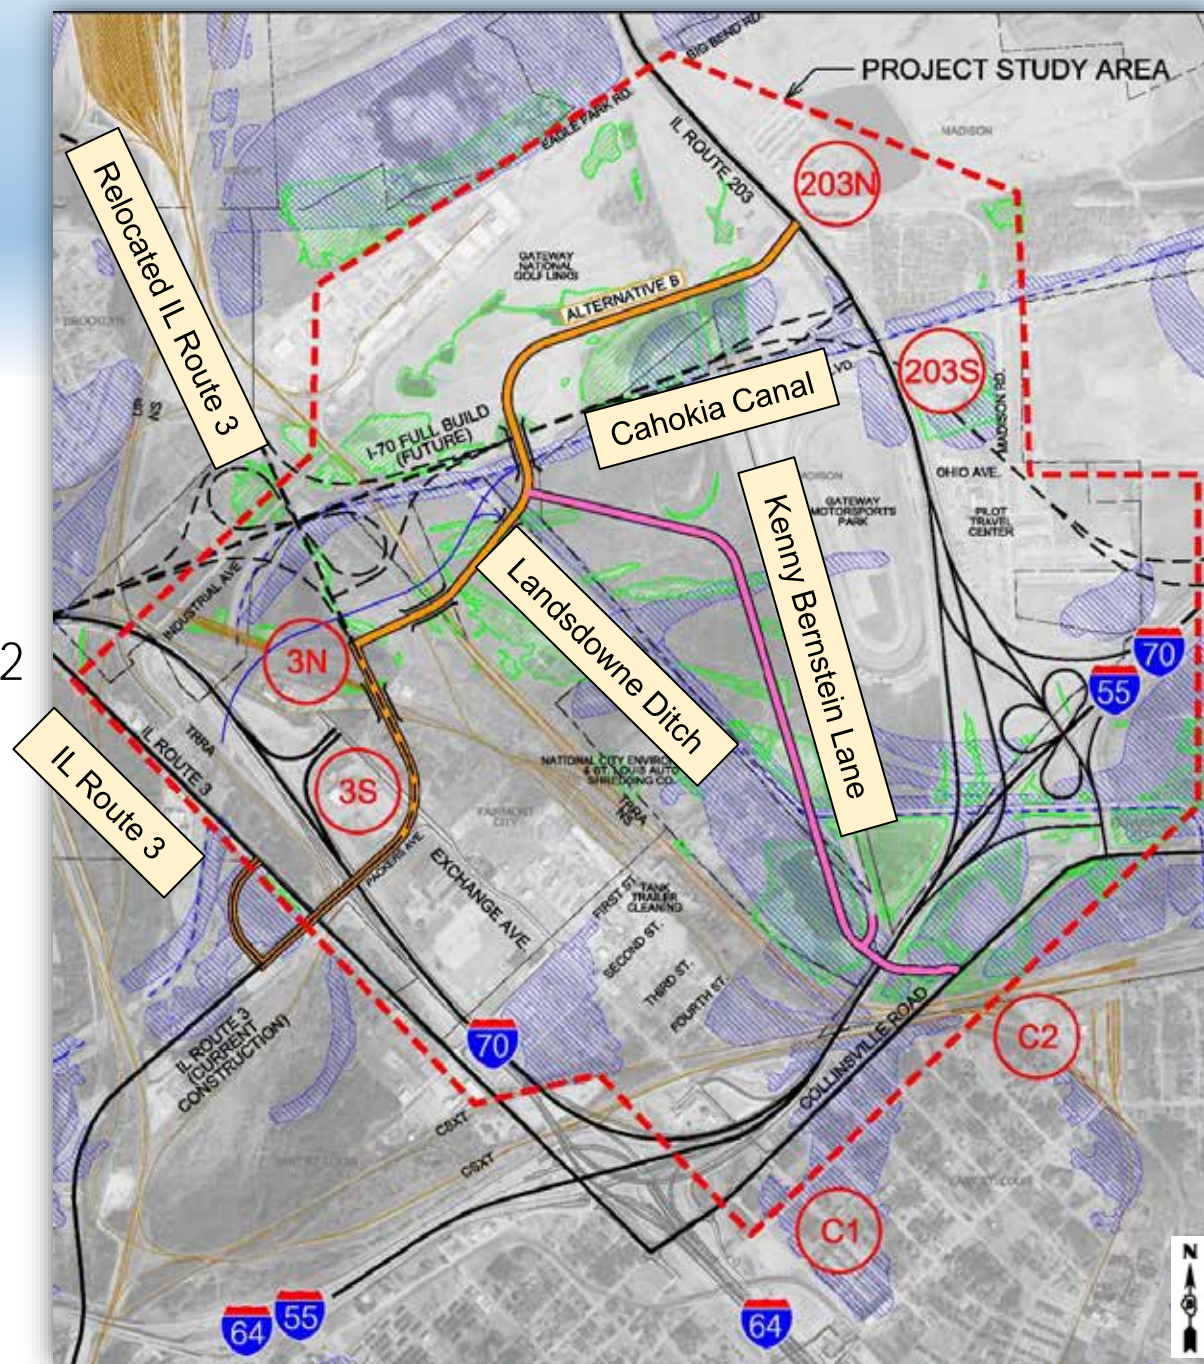 BIG BEND RD.
PROJECT STUDY AREA
EAGLE PARK RD.
MADISON
IL ROUTE 203
203N
Relocated IL Route 3
GATEWAY
NATIONAL
GOLF LINKS
ALTERNATIVE B
BROOKLYN
203S
LVD.
Cahokia Canal
MADISON RD.
NS
I-70 FULL BUILD
(FUTURE)
OHIO AVE.
GATEWAY
MOTORSPORTS
PARK
PILOT
TRAVEL
CENTER
Kenny Bernstein Lane
Landsdowne Ditch
INDUSTRIAL AVE
3N
2
70
55
IL ROUTE 3
TRRA
IL Route 3
3S
NATIONAL CITY ENVIRO
& ST. LOUIS AUTO
SHREDDING CO.
TRRA
NS
FAIRMONT
CITY
PACKERS AVE.
EXCHANGE AVE.
FIRST ST.
TANK
TRAILER
CLEANING
SECOND ST.
THIRD ST.
FOURTH ST.
IL ROUTE 3
(CURRENT
CONSTRUCTION)
70
COLLINSVILLE ROAD
C2
CSXT
CSXT
C1
64
55
64
N